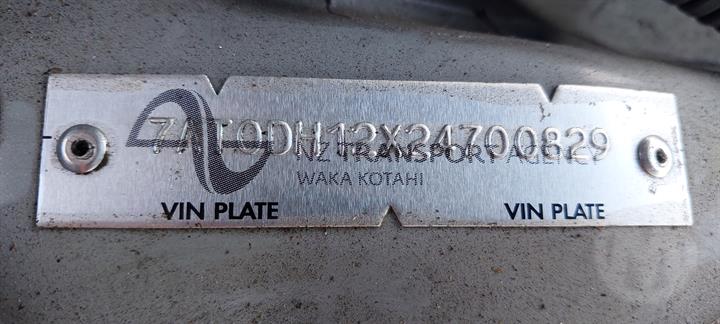 7AT0DH12X24700829
NZ TRANSPORT AGENCY
WAKA KOTAHI
VIN PLATE VIN PLATE